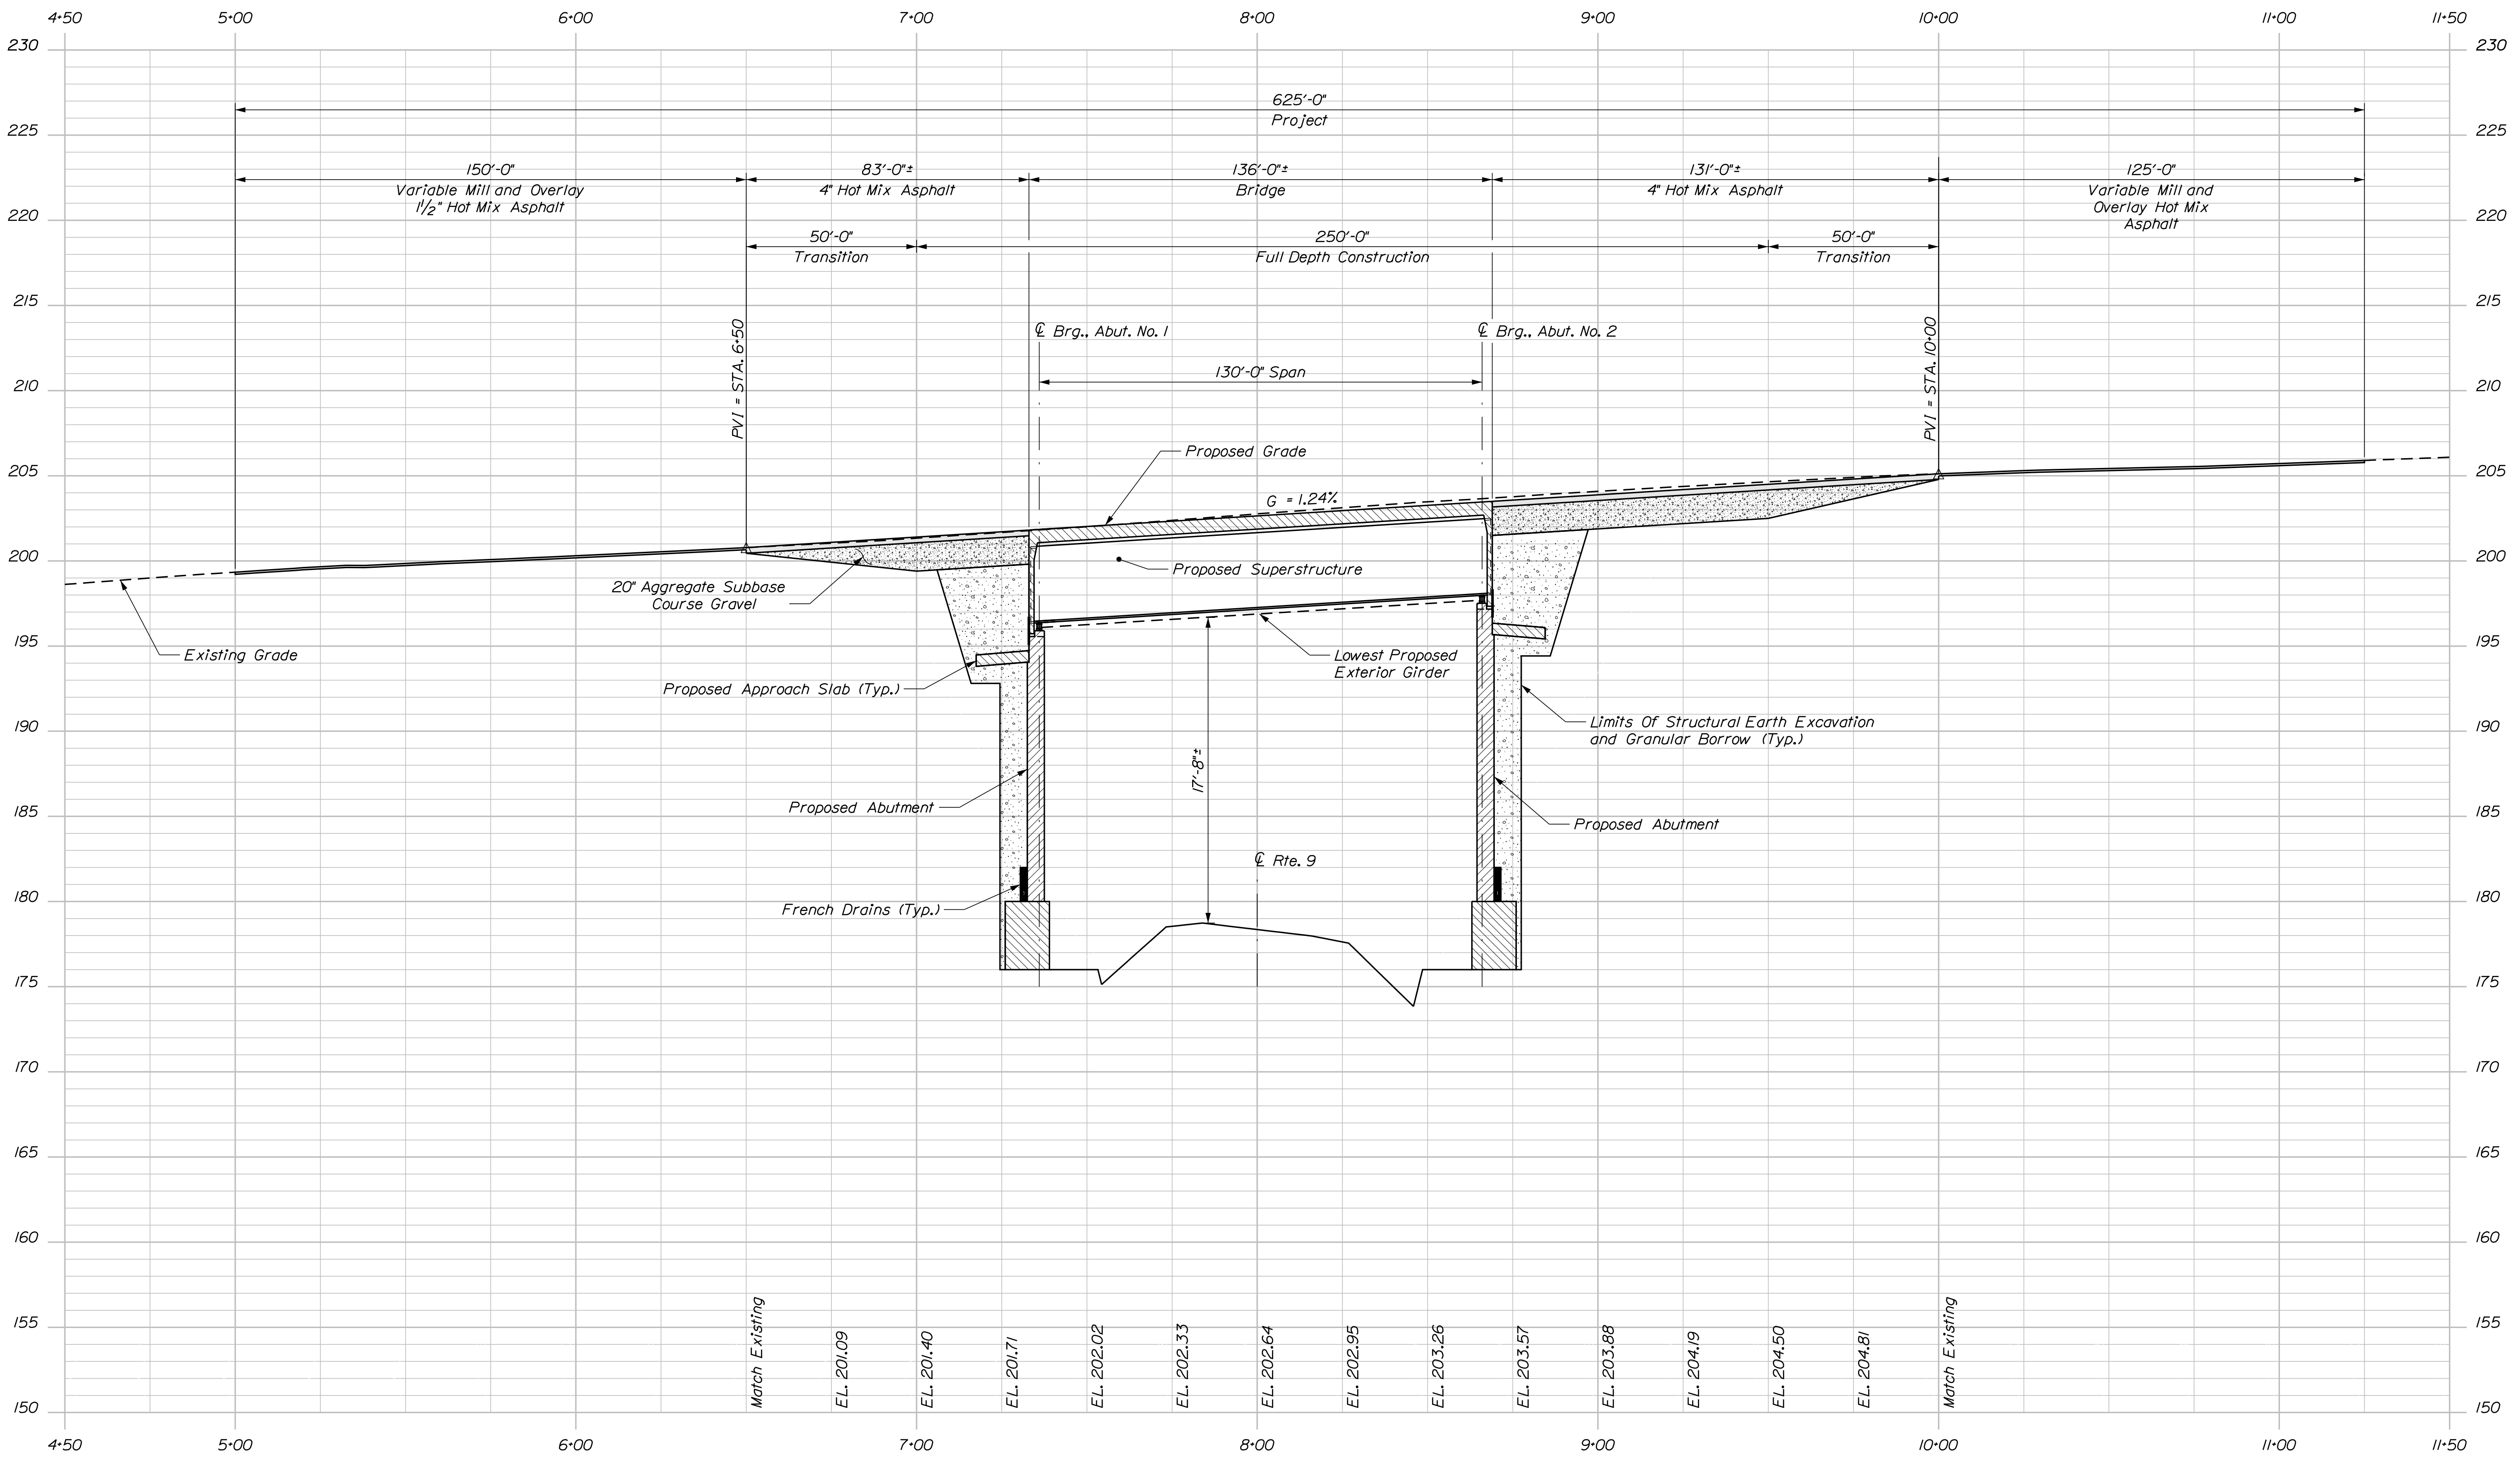 4+50 5+00 6+00 7+00 8+00 9+00 10+00 11+00 11+50
230 230
625'-0"
Project
225 225
150'-0" 83'-0"± 136'-0"± 131'-0"± 125'-0"
Variable Mill and Overlay 4" Hot Mix Asphalt Bridge 4" Hot Mix Asphalt Variable Mill and
1 1/2" Hot Mix Asphalt Overlay Hot Mix
Asphalt
220 220
50'-0" 250'-0" 50'-0"
Transition Full Depth Construction Transition
215 215
PVI = STA. 6+50
℄ Brg., Abut. No. 1
℄ Brg., Abut. No. 2
PVI = STA. 10+00
130'-0" Span
210 210
Proposed Grade
G = 1.24%
205 205
200 200
Proposed Superstructure
20" Aggregate Subbase
Course Gravel
195 195
Existing Grade
Lowest Proposed
Exterior Girder
Proposed Approach Slab (Typ.)
Limits Of Structural Earth Excavation
and Granular Borrow (Typ.)
190 190
17'-8"±
Proposed Abutment
185 185
Proposed Abutment
℄ Rte. 9
180 180
French Drains (Typ.)
175 175
170 170
165 165
160 160
155 155
Match Existing
EL. 201.09
EL. 201.40
EL. 201.71
EL. 202.02
EL. 202.33
EL. 202.64
EL. 202.95
EL. 203.26
EL. 203.57
EL. 203.88
EL. 204.19
EL. 204.50
EL. 204.81
Match Existing
150 150
4+50 5+00 6+00 7+00 8+00 9+00 10+00 11+00 11+50